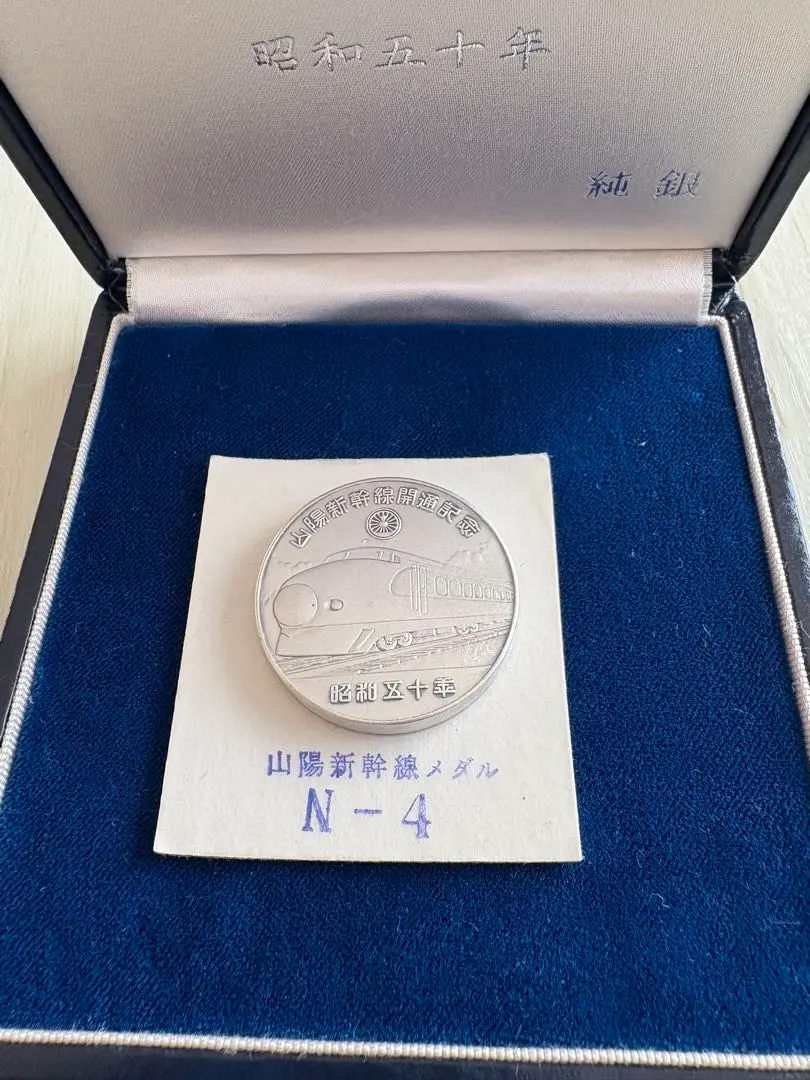 昭和五十年
純銀
山陽新幹線開通記念
昭和五十年
山陽新幹線メダル
N-4